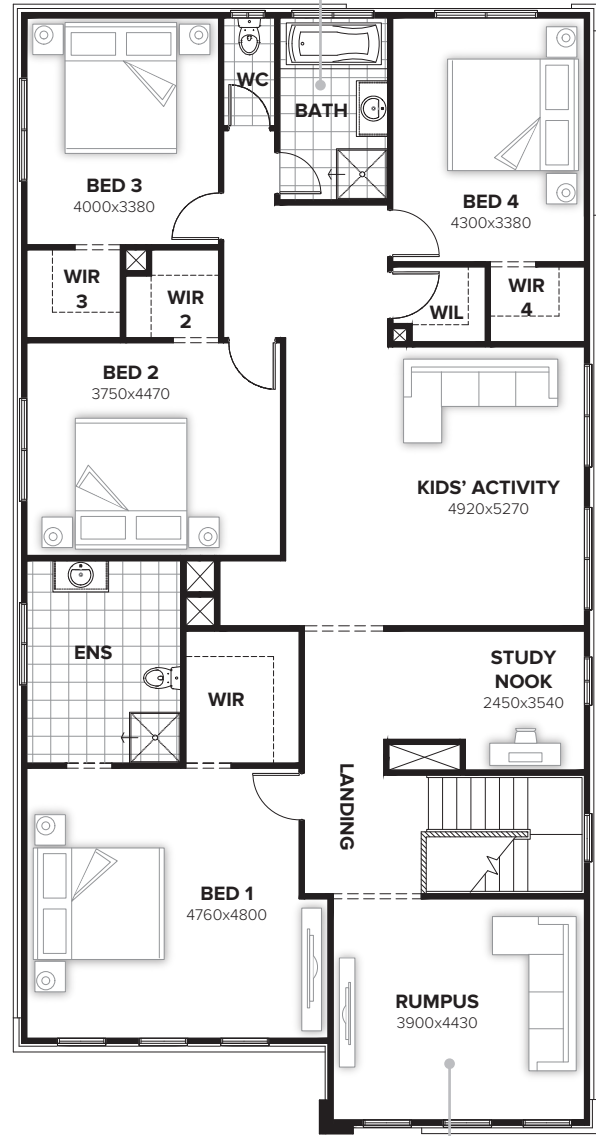 WC
BATH
BED 3
4000x3380
BED 4
4300x3380
WIR
3
WIR
2
WIL
WIR
4
BED 2
3750x4470
KIDS' ACTIVITY
4920x5270
ENS
WIR
STUDY
NOOK
2450x3540
LANDING
BED 1
4760x4800
RUMPUS
3900x4430